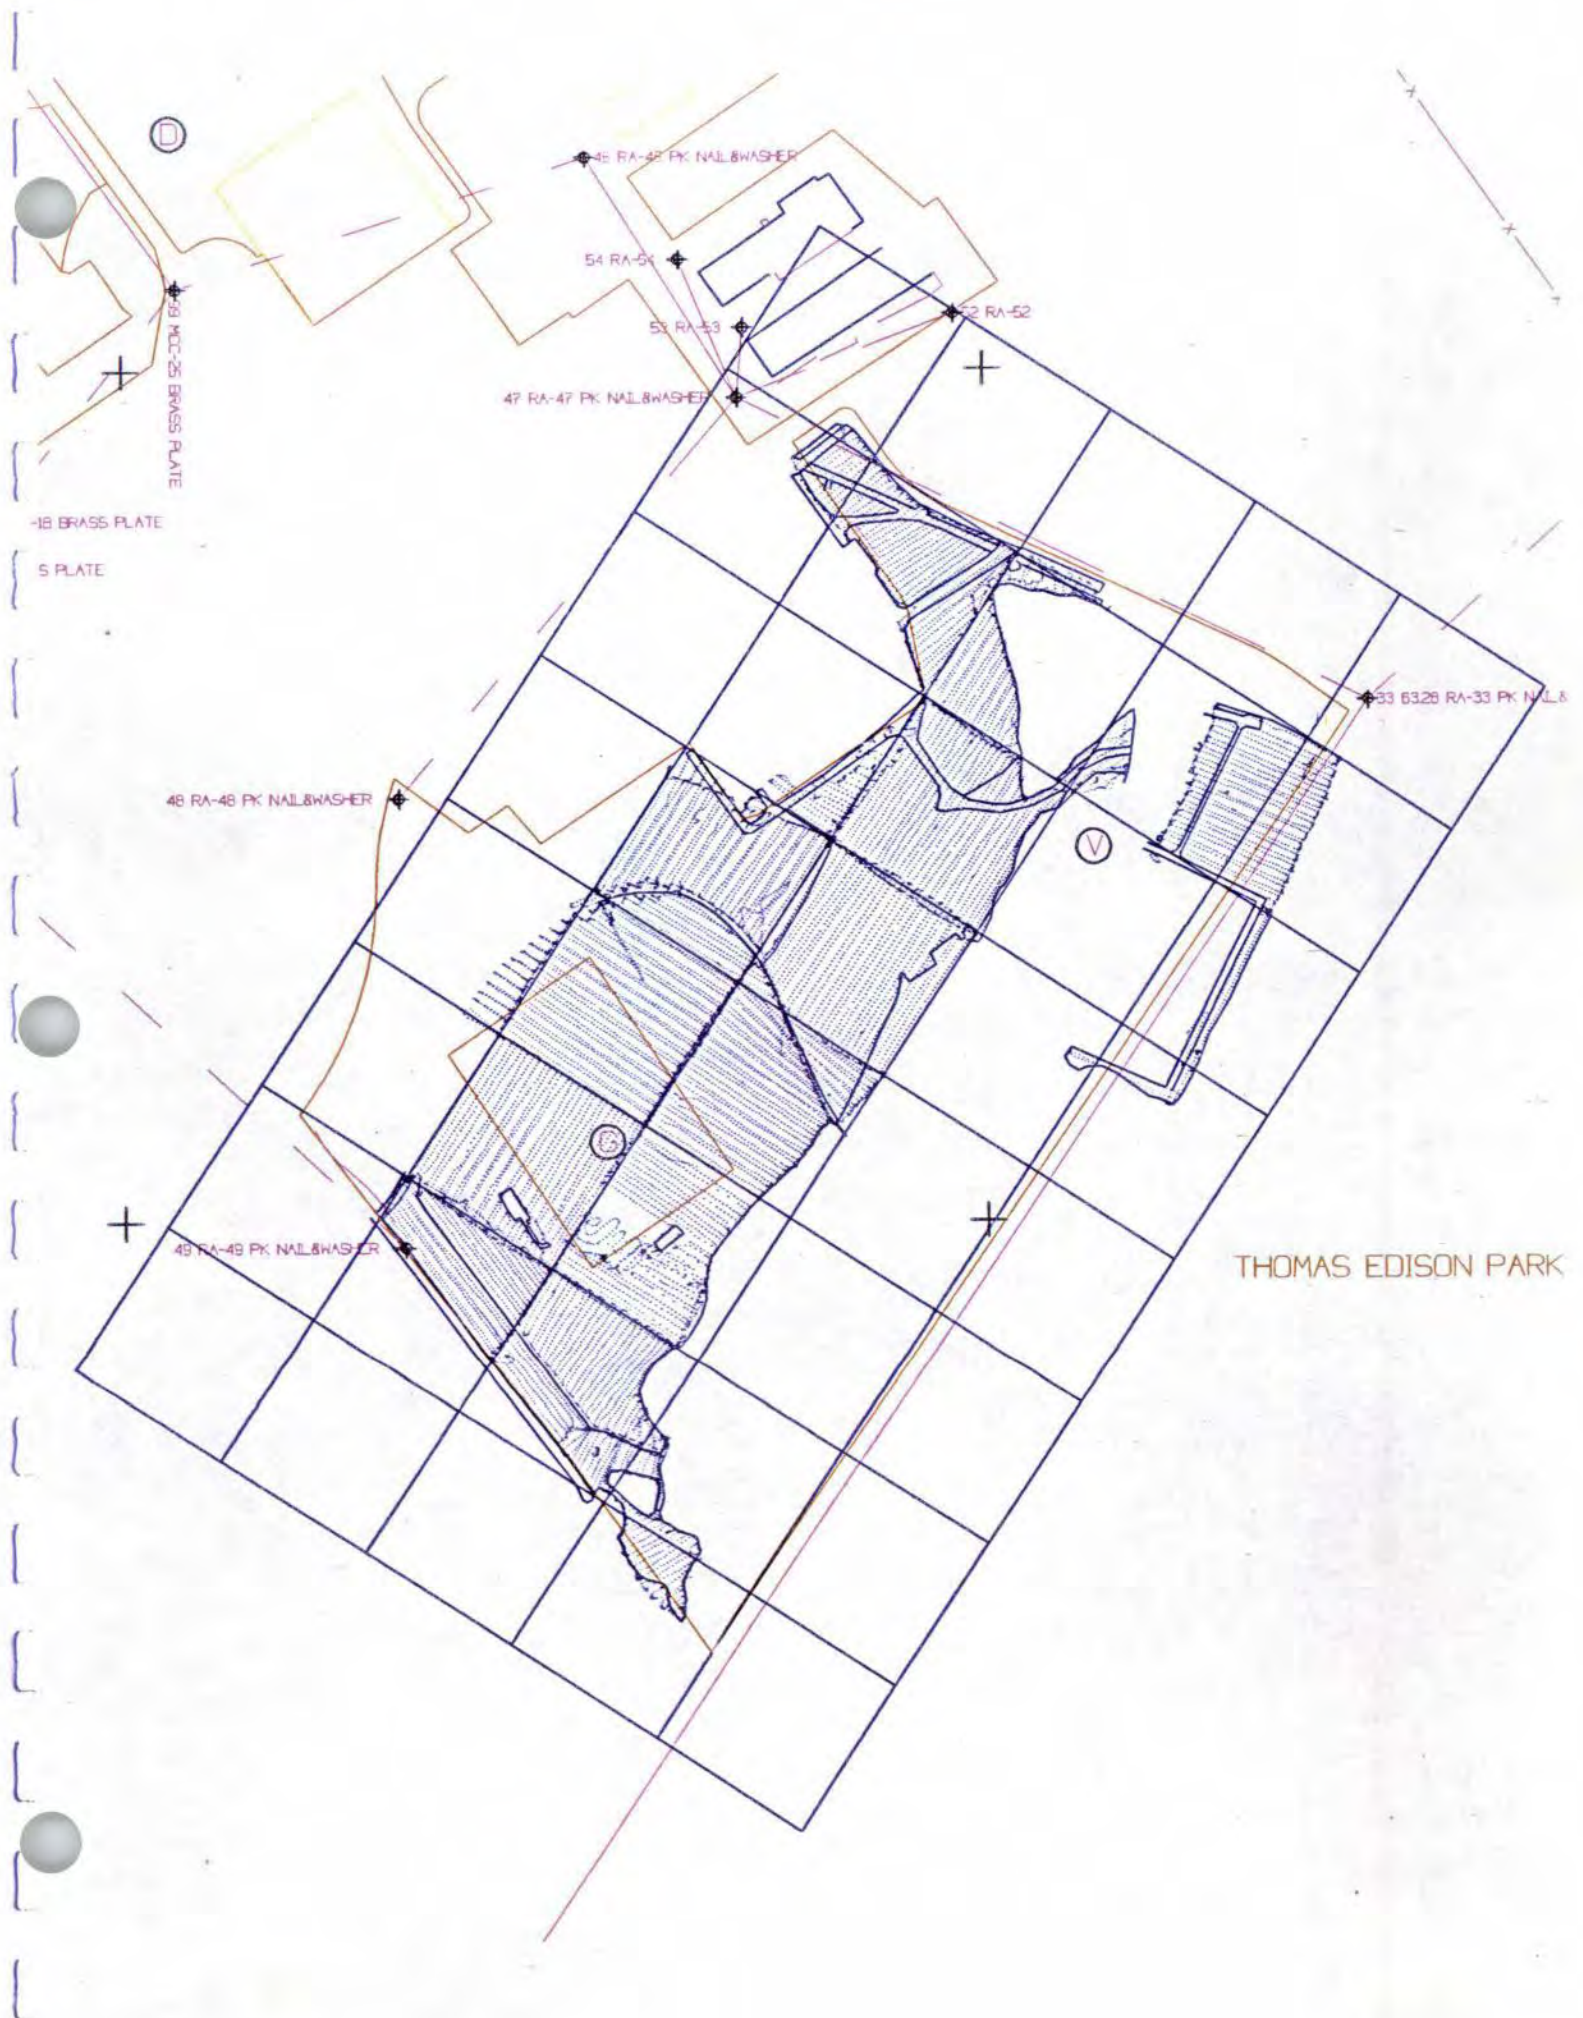 D
46 RA-46 PK NAIL&WASHER
54 RA-54
52 RA-52
53 RA-53
MCC-25 BRASS PLATE
47 RA-47 PK NAIL&WASHER
-18 BRASS PLATE
S PLATE
33 63.28 RA-33 PK NAIL&
48 RA-48 PK NAIL&WASHER
V
G
49 RA-49 PK NAIL&WASHER
THOMAS EDISON PARK